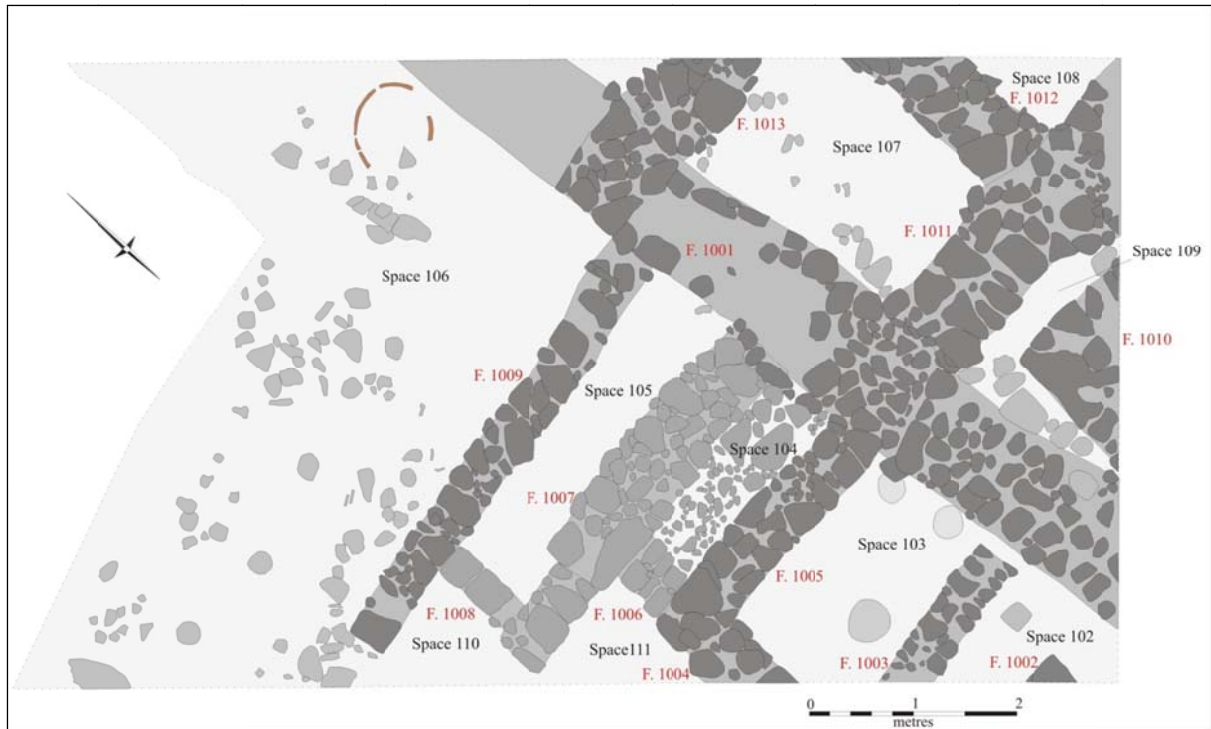 Space 108
F. 1012
F. 1013
Space 107
F. 1011
F. 1001
Space 109
Space 106
F. 1010
F. 1009
Space 105
Space 104
F. 1007
Space 103
F. 1005
F. 1008
F. 1006
Space 110
Space111
F. 1004
F. 1003
F. 1002
Space 102
0 1 2
metres